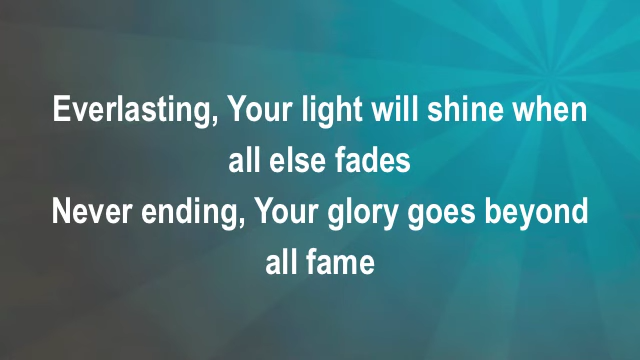 Everlasting, Your light will shine when
all else fades
Never ending, Your glory goes beyond
all fame